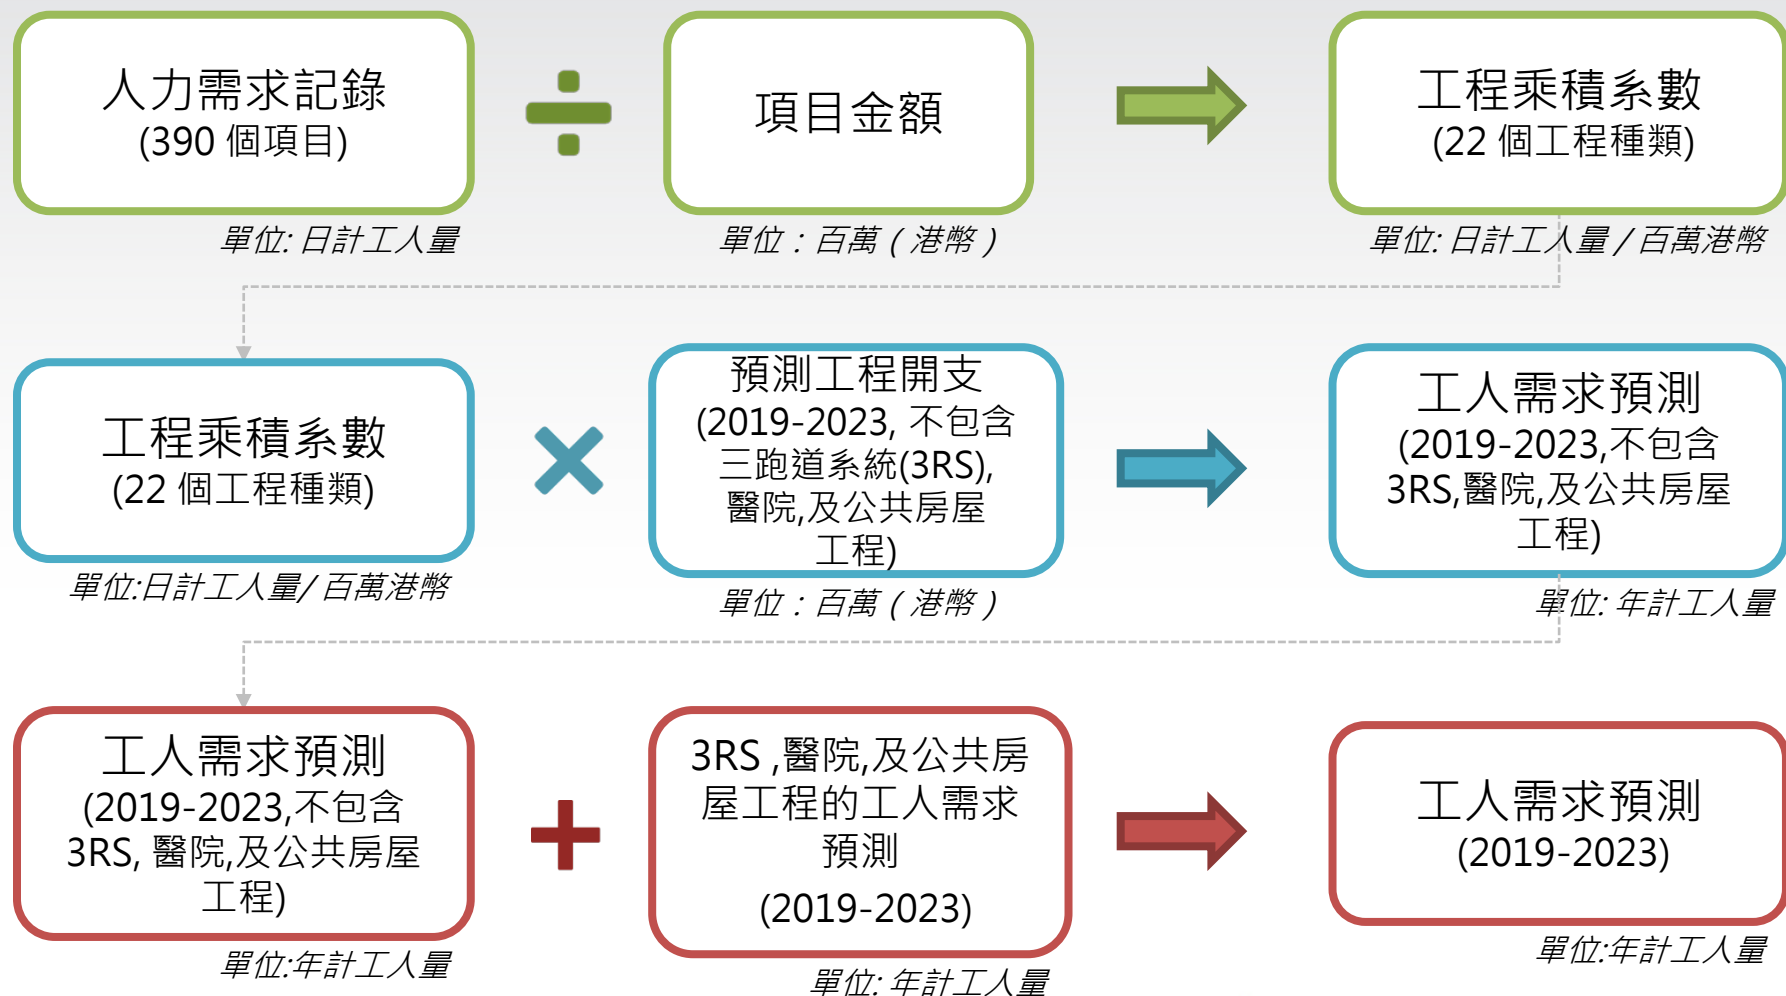 人力需求記錄
(390 個項目)
項目金額
工程乘積系數
(22 個工程種類)
單位: 日計工人量
單位：百萬（港幣）
單位: 日計工人量 / 百萬港幣
工程乘積系數
(22 個工程種類)
預測工程開支
(2019-2023, 不包含
三跑道系統(3RS),
醫院,及公共房屋
工程)
工人需求預測
(2019-2023,不包含
3RS,醫院,及公共房屋
工程)
單位:日計工人量/ 百萬港幣
單位：百萬（港幣）
單位: 年計工人量
工人需求預測
(2019-2023,不包含
3RS, 醫院,及公共房屋
工程)
3RS ,醫院,及公共房
屋工程的工人需求
預測
(2019-2023)
工人需求預測
(2019-2023)
單位:年計工人量
單位: 年計工人量
單位:年計工人量